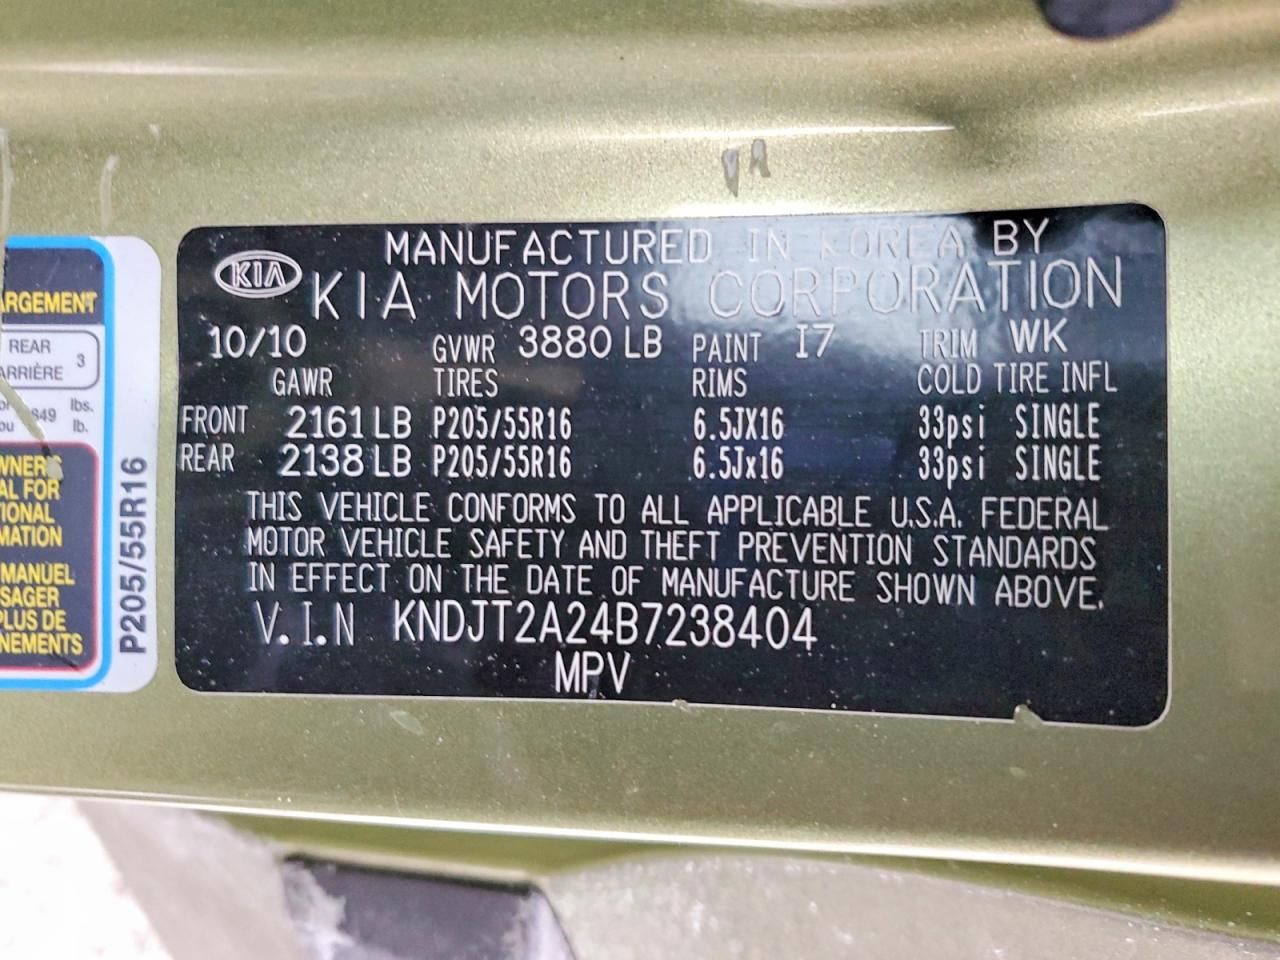 MANUFACTURED IN KOREA BY
KIA KIA MOTORS CORPORATION
10/10 GVWR 3880 LB PAINT I7 TRIM WK
GAWR TIRES RIMS COLD TIRE INFL
FRONT 2161 LB P205/55R16 6.5JX16 33psi SINGLE
REAR 2138 LB P205/55R16 6.5Jx16 33psi SINGLE
THIS VEHICLE CONFORMS TO ALL APPLICABLE U.S.A. FEDERAL
MOTOR VEHICLE SAFETY AND THEFT PREVENTION STANDARDS
IN EFFECT ON THE DATE OF MANUFACTURE SHOWN ABOVE.
V.I.N KNDJT2A24B7238404
MPV
ARGEMENT
REAR 3
ARRIÈRE
849 lbs.
lb.
WNER'S
AL FOR
TIONAL
MATION
MANUEL
SAGER
PLUS DE
NEMENTS
P205/55R16